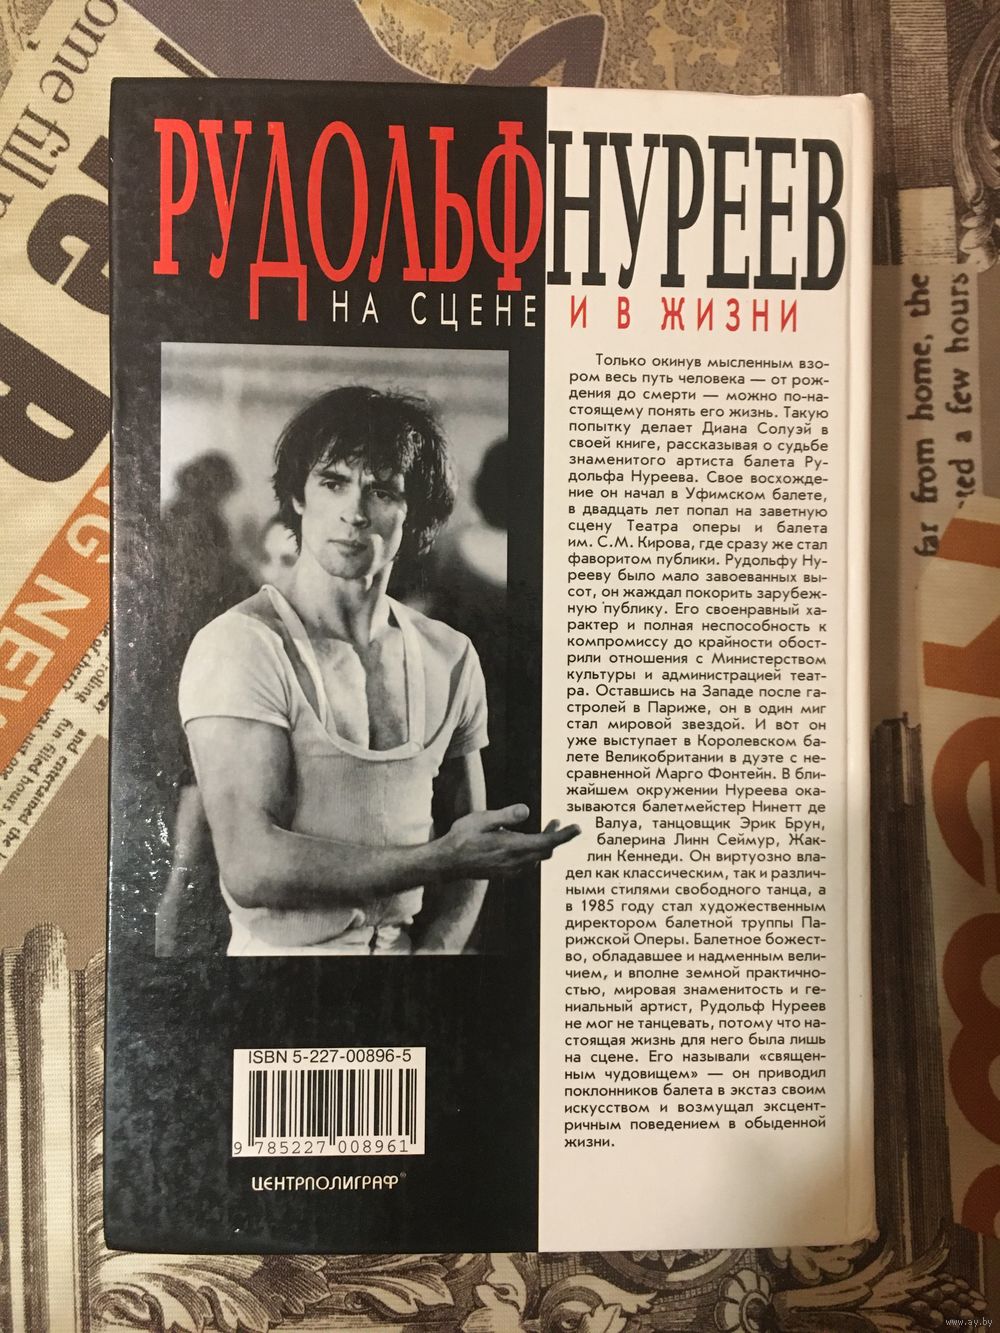 РУДОЛЬФ НУРЕЕВ
НА СЦЕНЕ И В ЖИЗНИ
Только окинув мысленным взо-
ром весь путь человека — от рож-
дения до смерти — можно по-на-
стоящему понять его жизнь. Такую
попытку делает Диана Солуэй в
своей книге, рассказывая о судьбе
знаменитого артиста балета Ру-
дольфа Нуреева. Свое восхожде-
ние он начал в Уфимском балете,
в двадцать лет попал на заветную
сцену Театра оперы и балета
им. С.М. Кирова, где сразу же стал
фаворитом публики. Рудольфу Ну-
рееву было мало завоеванных вы-
сот, он жаждал покорить зарубеж-
ную публику. Его своенравный ха-
рактер и полная неспособность к
компромиссу до крайности обост-
рили отношения с Министерством
культуры и администрацией теат-
ра. Оставшись на Западе после га-
стролей в Париже, он в один миг
стал мировой звездой. И вот он
уже выступает в Королевском ба-
лете Великобритании в дуэте с не-
сравненной Марго Фонтейн. В бли-
жайшем окружении Нуреева ока-
зываются балетмейстер Нинетт де
Валуа, танцовщик Эрик Брун,
балерина Линн Сеймур, Жак-
лин Кеннеди. Он виртуозно вла-
дел как классическим, так и различ-
ными стилями свободного танца, а
в 1985 году стал художественным
директором балетной труппы Па-
рижской Оперы. Балетное божест-
во, обладавшее и надменным вели-
чием, и вполне земной практично-
стью, мировая знаменитость и ге-
ниальный артист, Рудольф Нуреев
не мог не танцевать, потому что на-
стоящая жизнь для него была лишь
на сцене. Его называли «священ-
ным чудовищем» — он приводил
поклонников балета в экстаз своим
искусством и возмущал эксцент-
ричным поведением в обыденной
жизни.
ISBN 5-227-00896-5
9 785227 008961
ЦЕНТРПОЛИГРАФ®
far from home, the
a few hours
www.ay.by